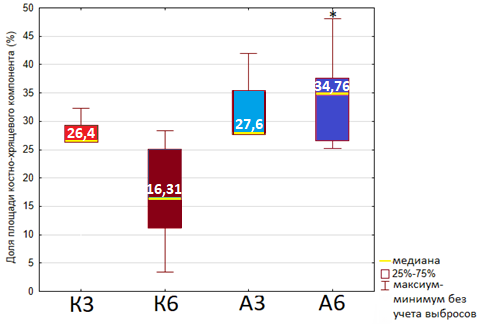 Доля площади костно-хрящевого компонента (%)
50
45
40
35
30
25
20
15
10
5
0
26,4
16,31
27,6
*
34,76
К3
К6
А3
А6
медиана
25%-75%
максиум-
минимум без
учета выбросов